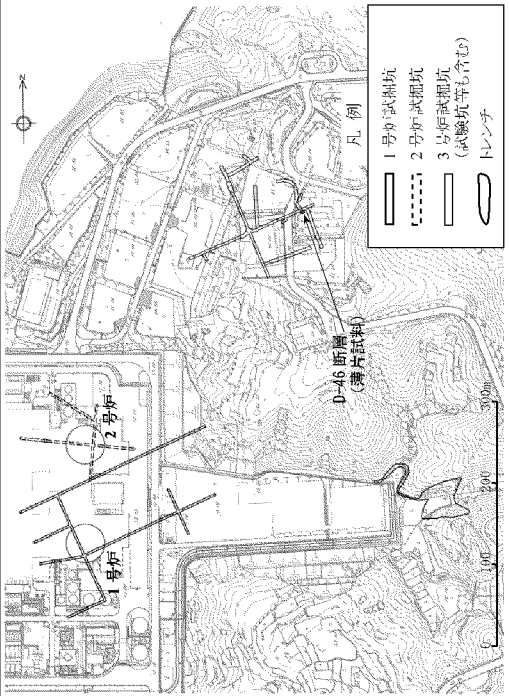 凡 例
1号炉試掘坑
2号炉試掘坑
3号炉試掘坑
(試験坑等も含む)
トレンチ
N
D-46断層
(薄片試料)
2号炉
1号炉
0 100 200 300m